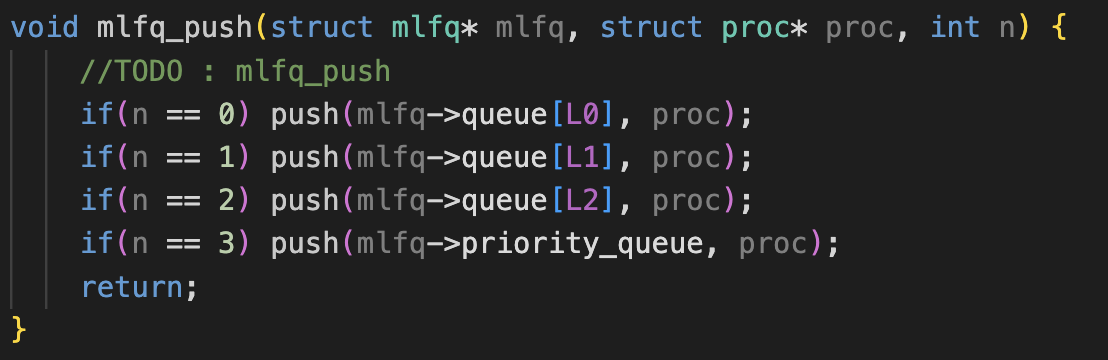 void mlfq_push(struct mlfq* mlfq, struct proc* proc, int n) {
    //TODO : mlfq_push
    if(n == 0) push(mlfq->queue[L0], proc);
    if(n == 1) push(mlfq->queue[L1], proc);
    if(n == 2) push(mlfq->queue[L2], proc);
    if(n == 3) push(mlfq->priority_queue, proc);
    return;
}